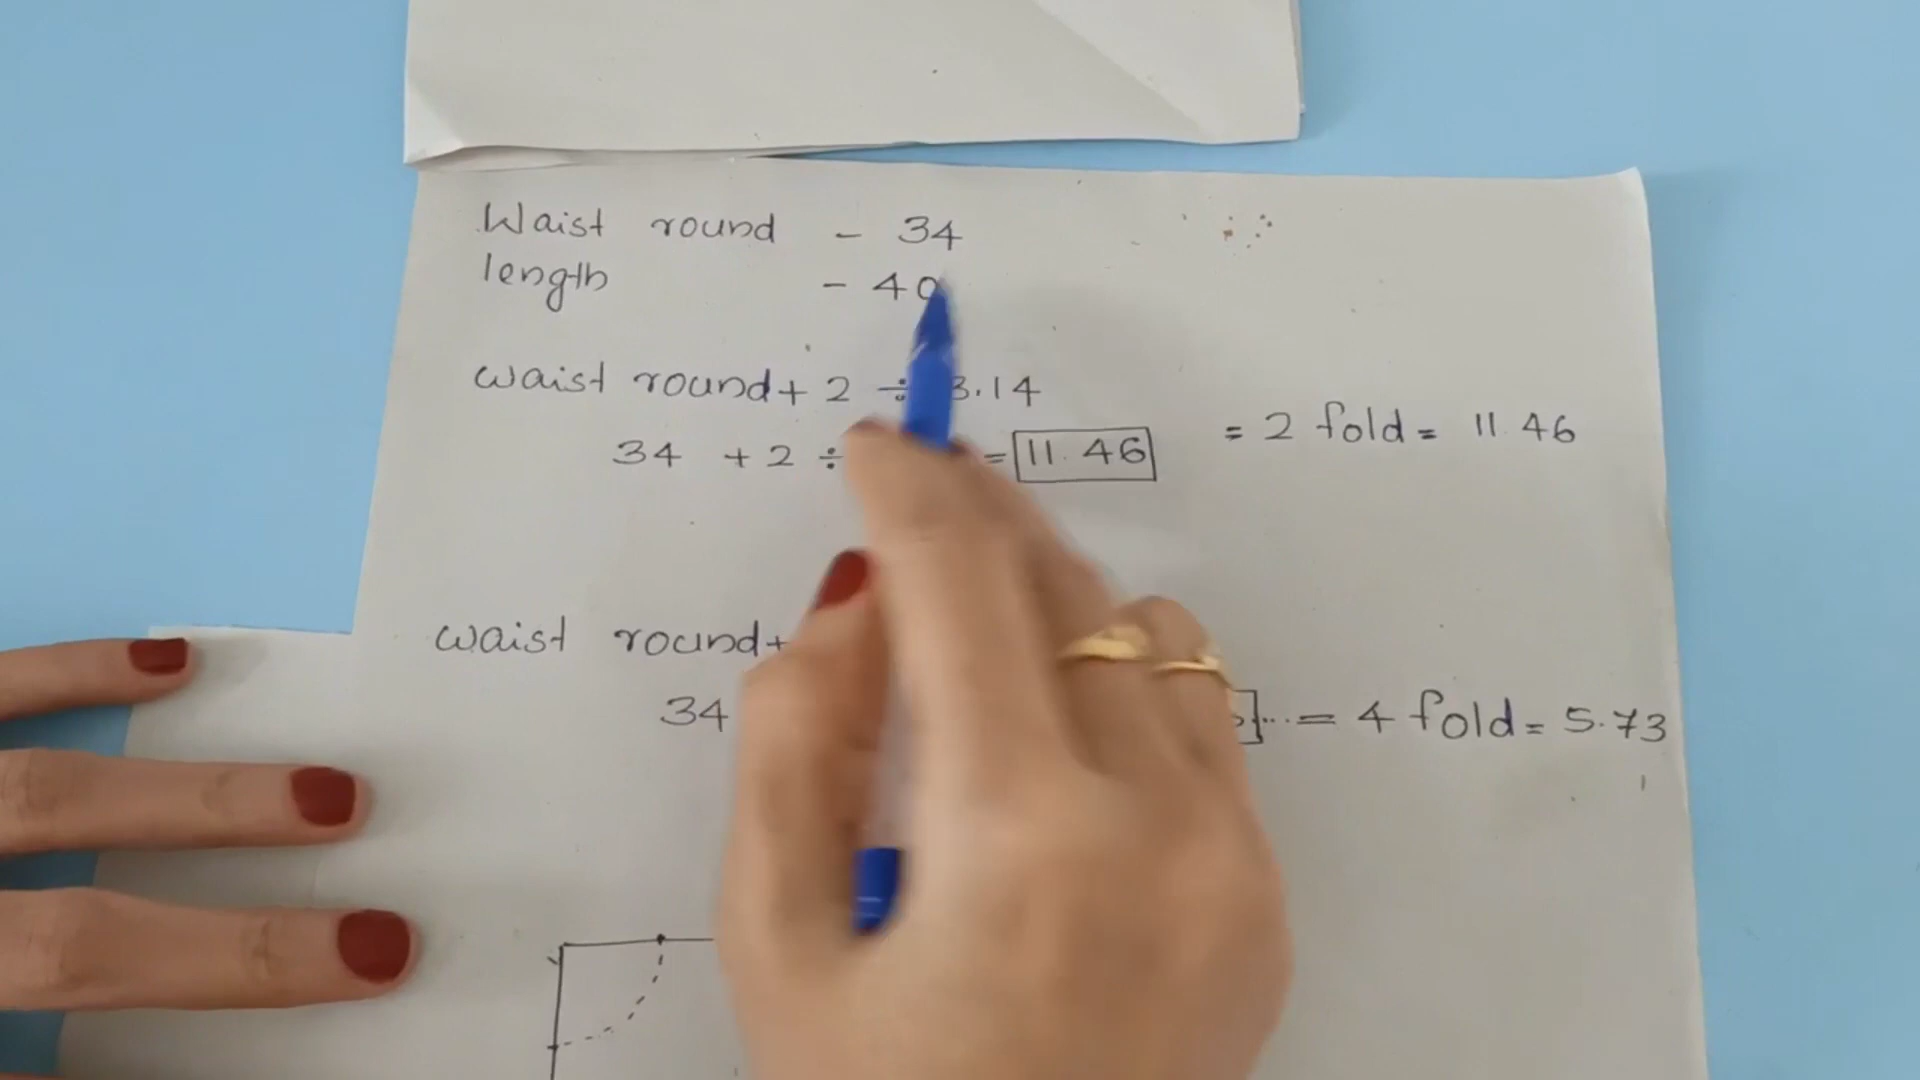 Waist round - 34
length - 40
waist round + 2 ÷ 3.14
34 + 2 ÷ = 11.46 = 2 fold = 11.46
waist round +
34 = 4 fold = 5.73